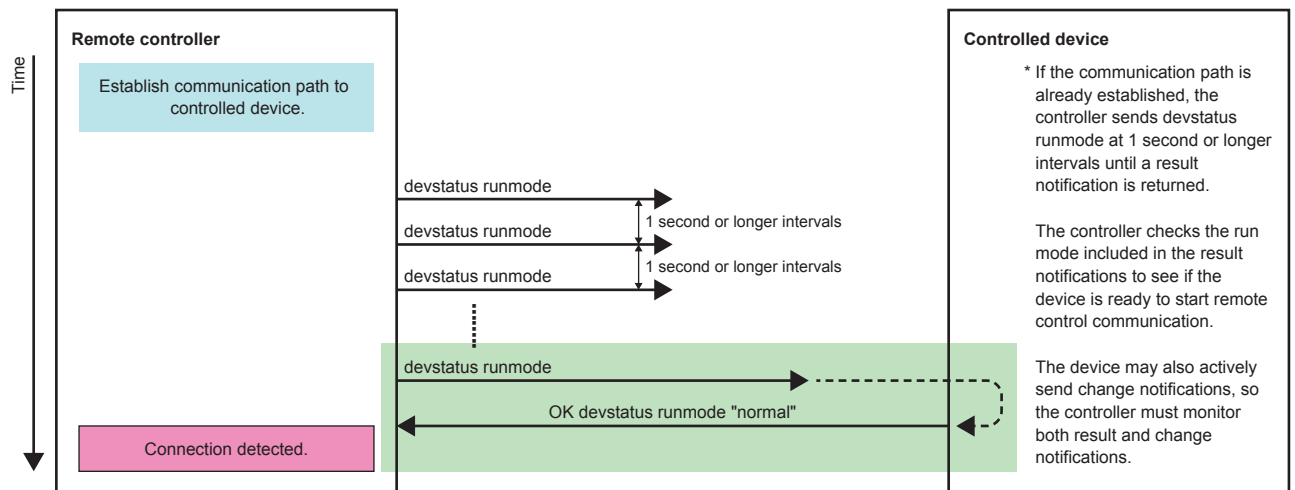 Time
Remote controller
Establish communication path to
controlled device.
devstatus runmode
1 second or longer intervals
devstatus runmode
1 second or longer intervals
devstatus runmode
devstatus runmode
OK devstatus runmode "normal"
Connection detected.
Controlled device
* If the communication path is
already established, the
controller sends devstatus
runmode at 1 second or longer
intervals until a result
notification is returned.
The controller checks the run
mode included in the result
notifications to see if the
device is ready to start remote
control communication.
The device may also actively
send change notifications, so
the controller must monitor
both result and change
notifications.